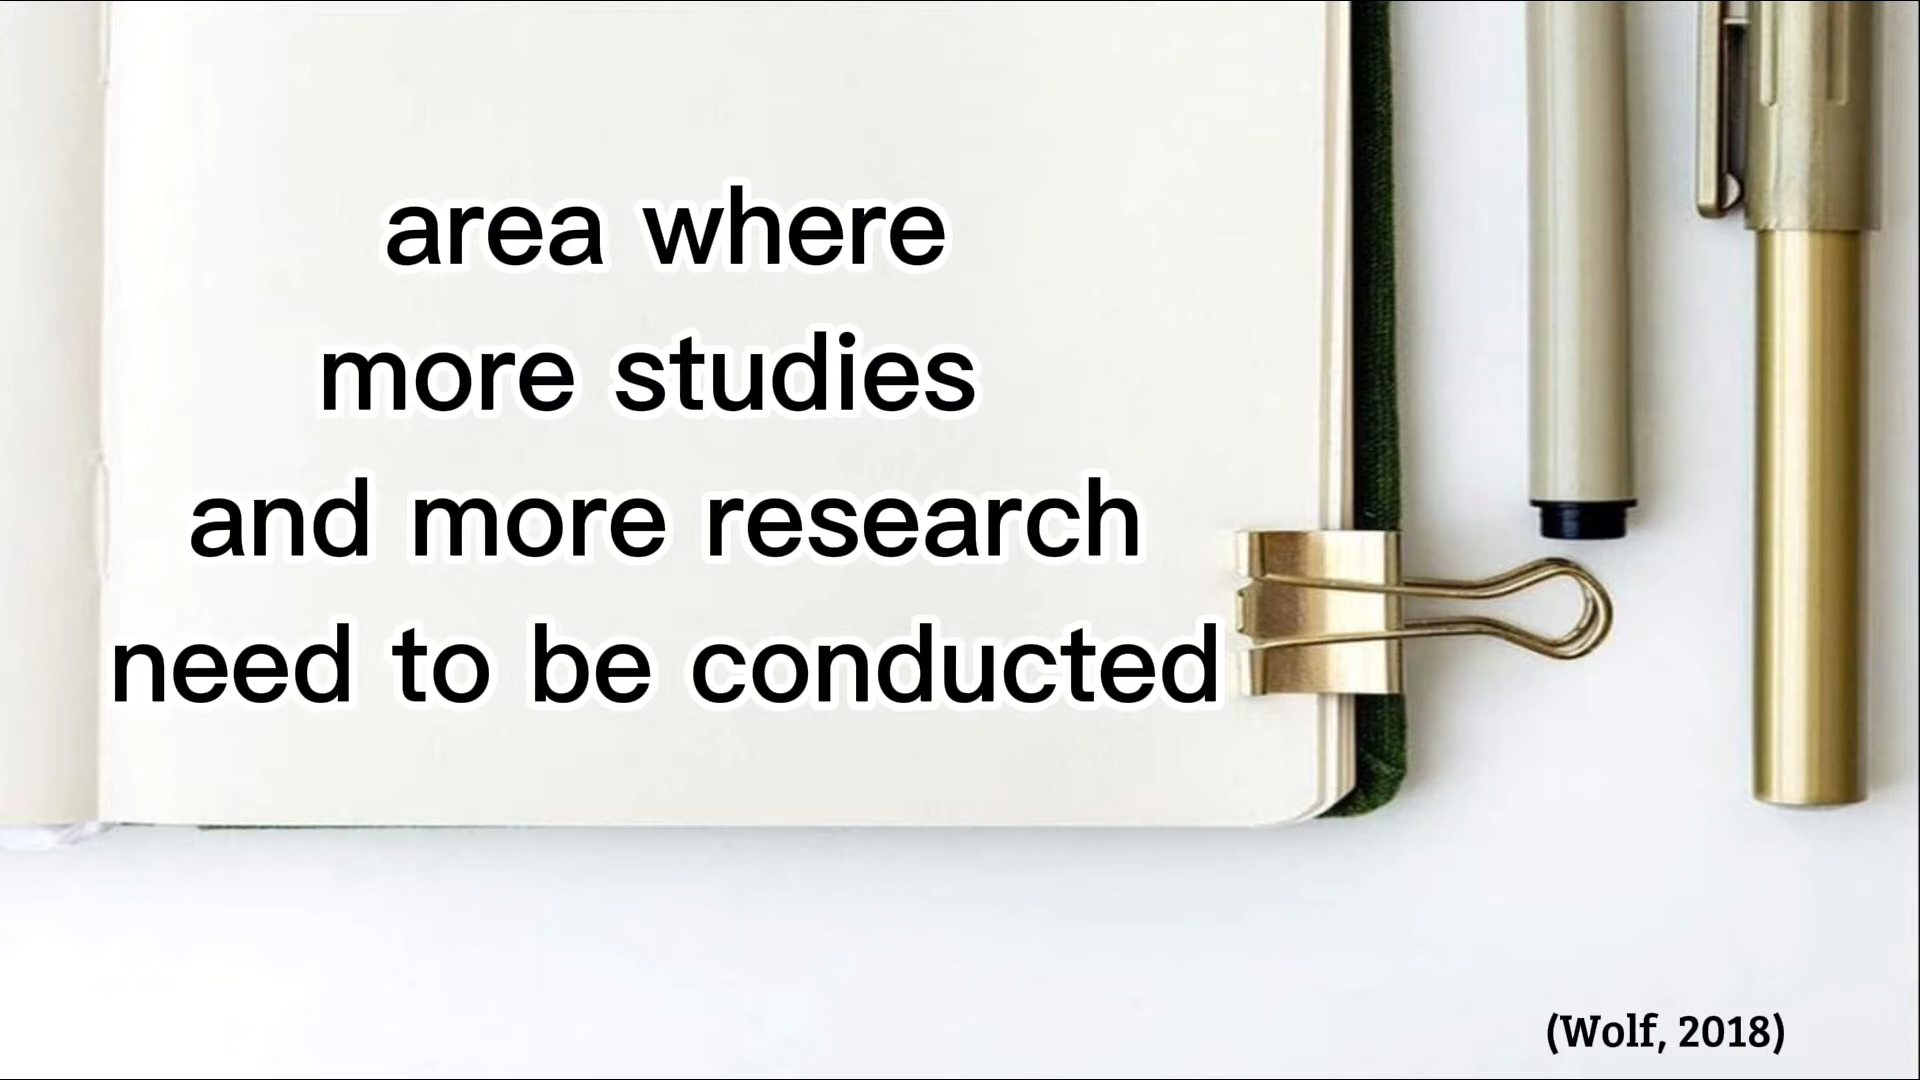 area where
more studies
and more research
need to be conducted
(Wolf, 2018)